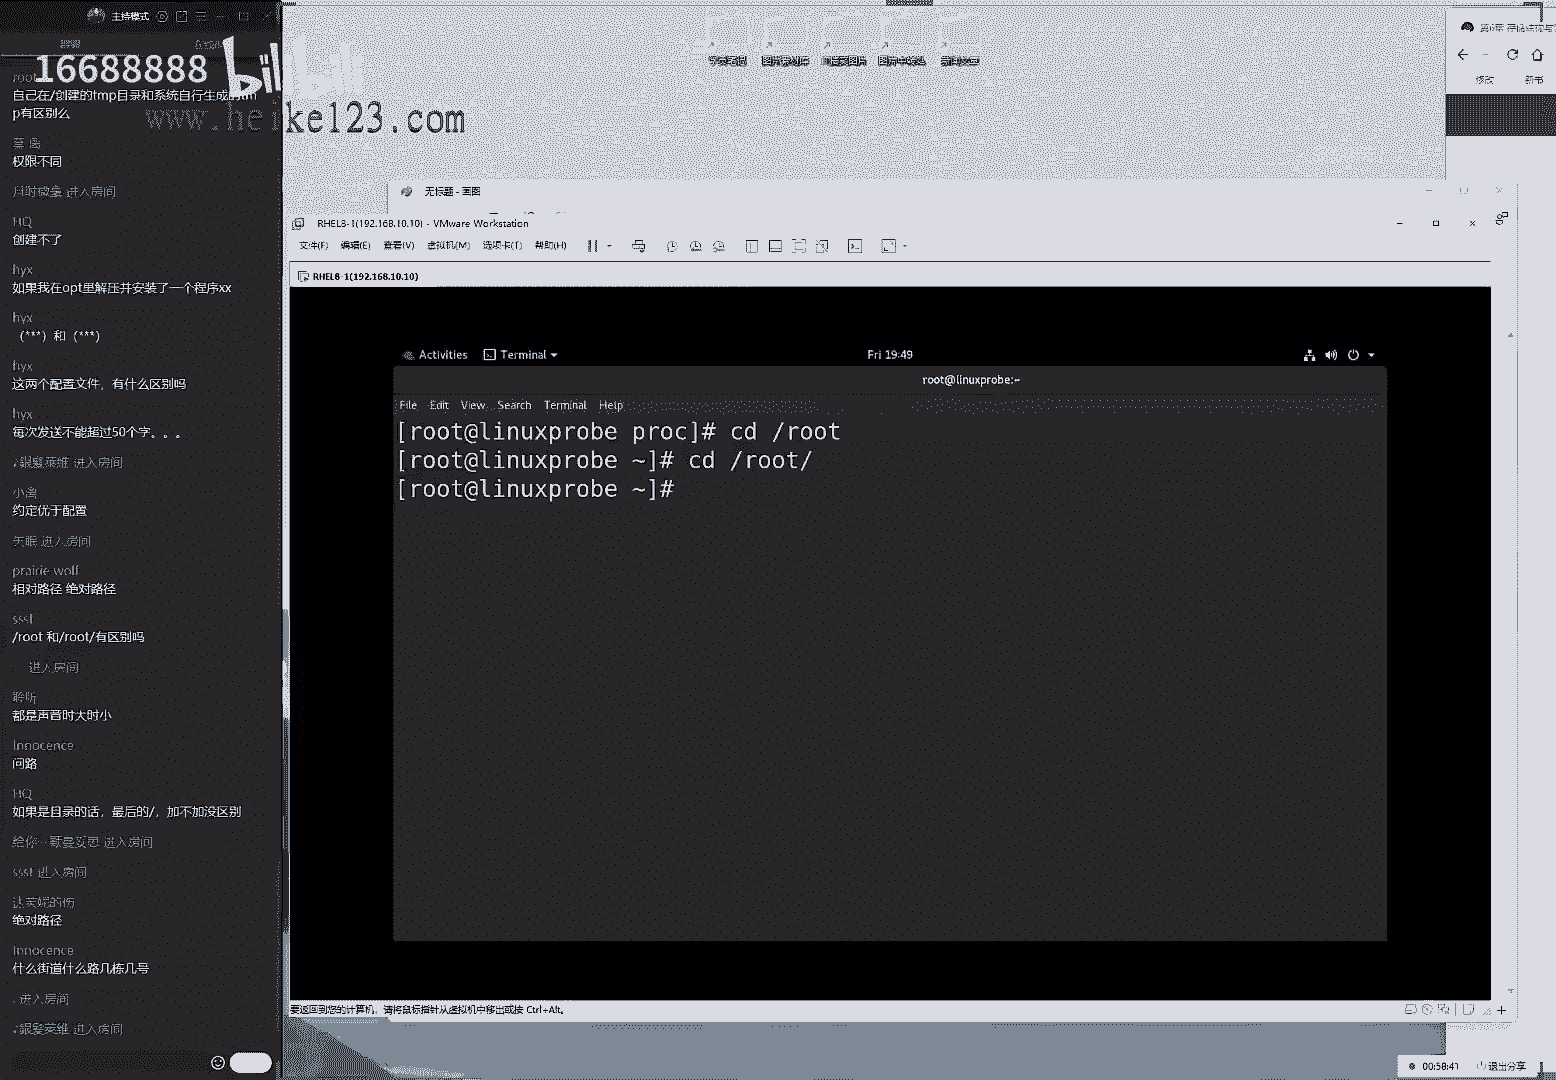 主持模式
16688888
bil
root
自己在/创建的tmp目录和系统自行生成的tm
p有区别么
www.heike123.com
权限不同
进入房间
HQ
创建不了
hyx
如果我在opt里解压并安装了一个程序xx
hyx
（***）和（***）
hyx
这两个配置文件，有什么区别吗
hyx
每次发送不能超过50个字。。。
进入房间
小离
约定优于配置
矢眠 进入房间
prairie wolf
相对路径 绝对路径
ssst
/root 和/root/有区别吗
进入房间
聆听
都是声音时大时小
Innocence
问路
HQ
如果是目录的话，最后的/，加不加没区别
进入房间
ssst 进入房间
绝对路径
Innocence
什么街道什么路几栋几号
. 进入房间
进入房间
修改
新书
无标题 - 画图
RHEL8-1(192.168.10.10) - VMware Workstation
文件(F) 编辑(E) 查看(V) 虚拟机(M) 选项卡(T) 帮助(H)
RHEL8-1(192.168.10.10)
Activities Terminal Fri 19:49
root@linuxprobe:~
File Edit View Search Terminal Help
[root@linuxprobe proc]# cd /root
[root@linuxprobe ~]# cd /root/
[root@linuxprobe ~]#
要返回到您的计算机，请将鼠标指针从虚拟机中移出或按 Ctrl+Alt。
00:58:41 退出分享